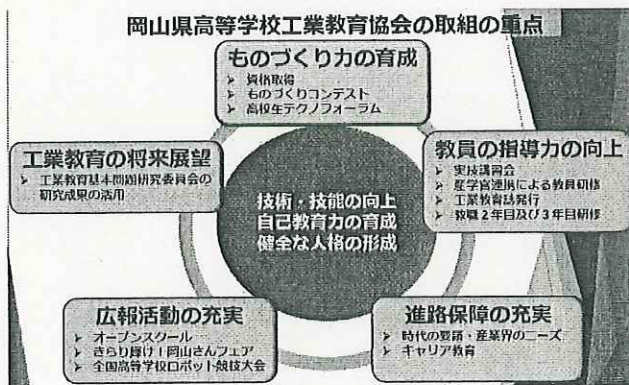 岡山県高等学校工業教育協会の取組の重点
ものづくり力の育成
➢ 資格取得
➢ ものづくりコンテスト
➢ 高校生テクノフォーラム
工業教育の将来展望
➢ 工業教育基本問題研究委員会の
研究成果の活用
教員の指導力の向上
➢ 実技講習会
➢ 産学官連携による教員研修
➢ 工業教育誌発行
➢ 教職2年目及び3年目研修
技術・技能の向上
自己教育力の育成
健全な人格の形成
広報活動の充実
➢ オープンスクール
➢ きらり輝け!岡山さんフェア
➢ 全国高等学校ロボット競技大会
進路保障の充実
➢ 時代の要請・産業界のニーズ
➢ キャリア教育